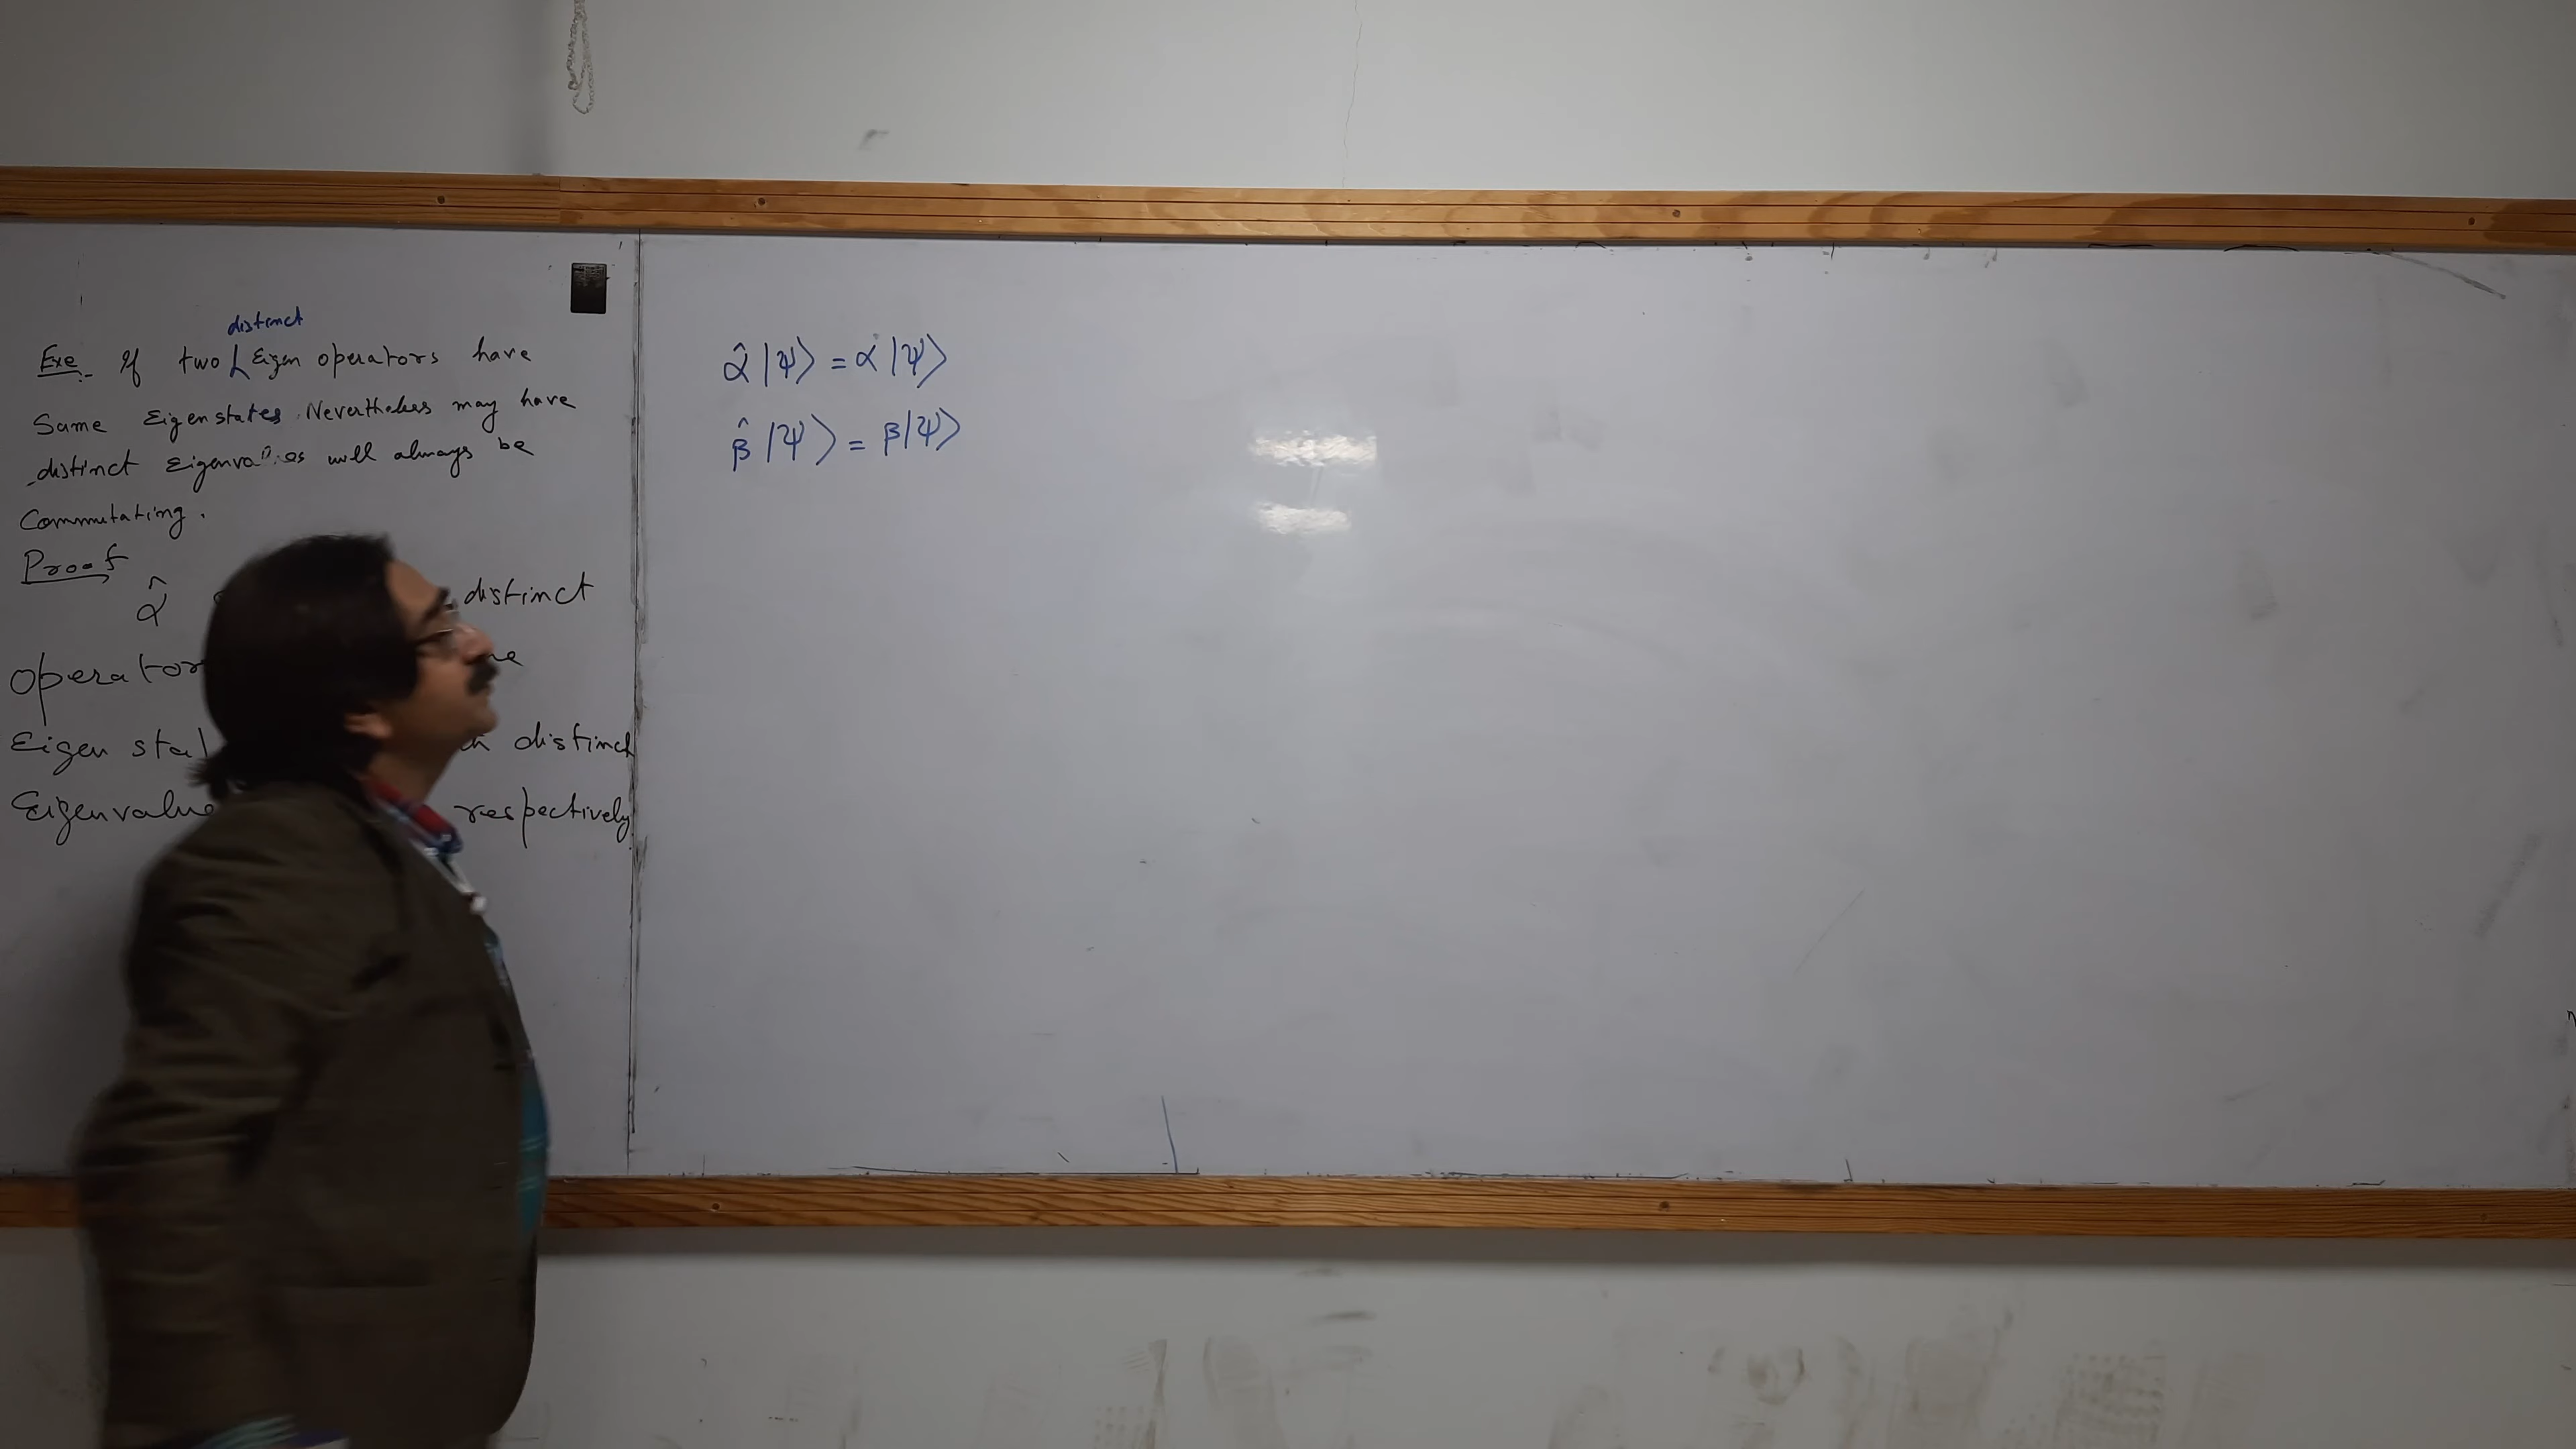 distinct
Exe:- If two Eigen operators have
Same Eigenstates. Nevertheless may have
distinct Eigenvalues will always be
Commutating.
Proof
α̂ distinct
operator
Eigen distinct
Eigenvalue respectively
α̂ |Ψ⟩ = α |Ψ⟩
β̂ |Ψ⟩ = β|Ψ⟩